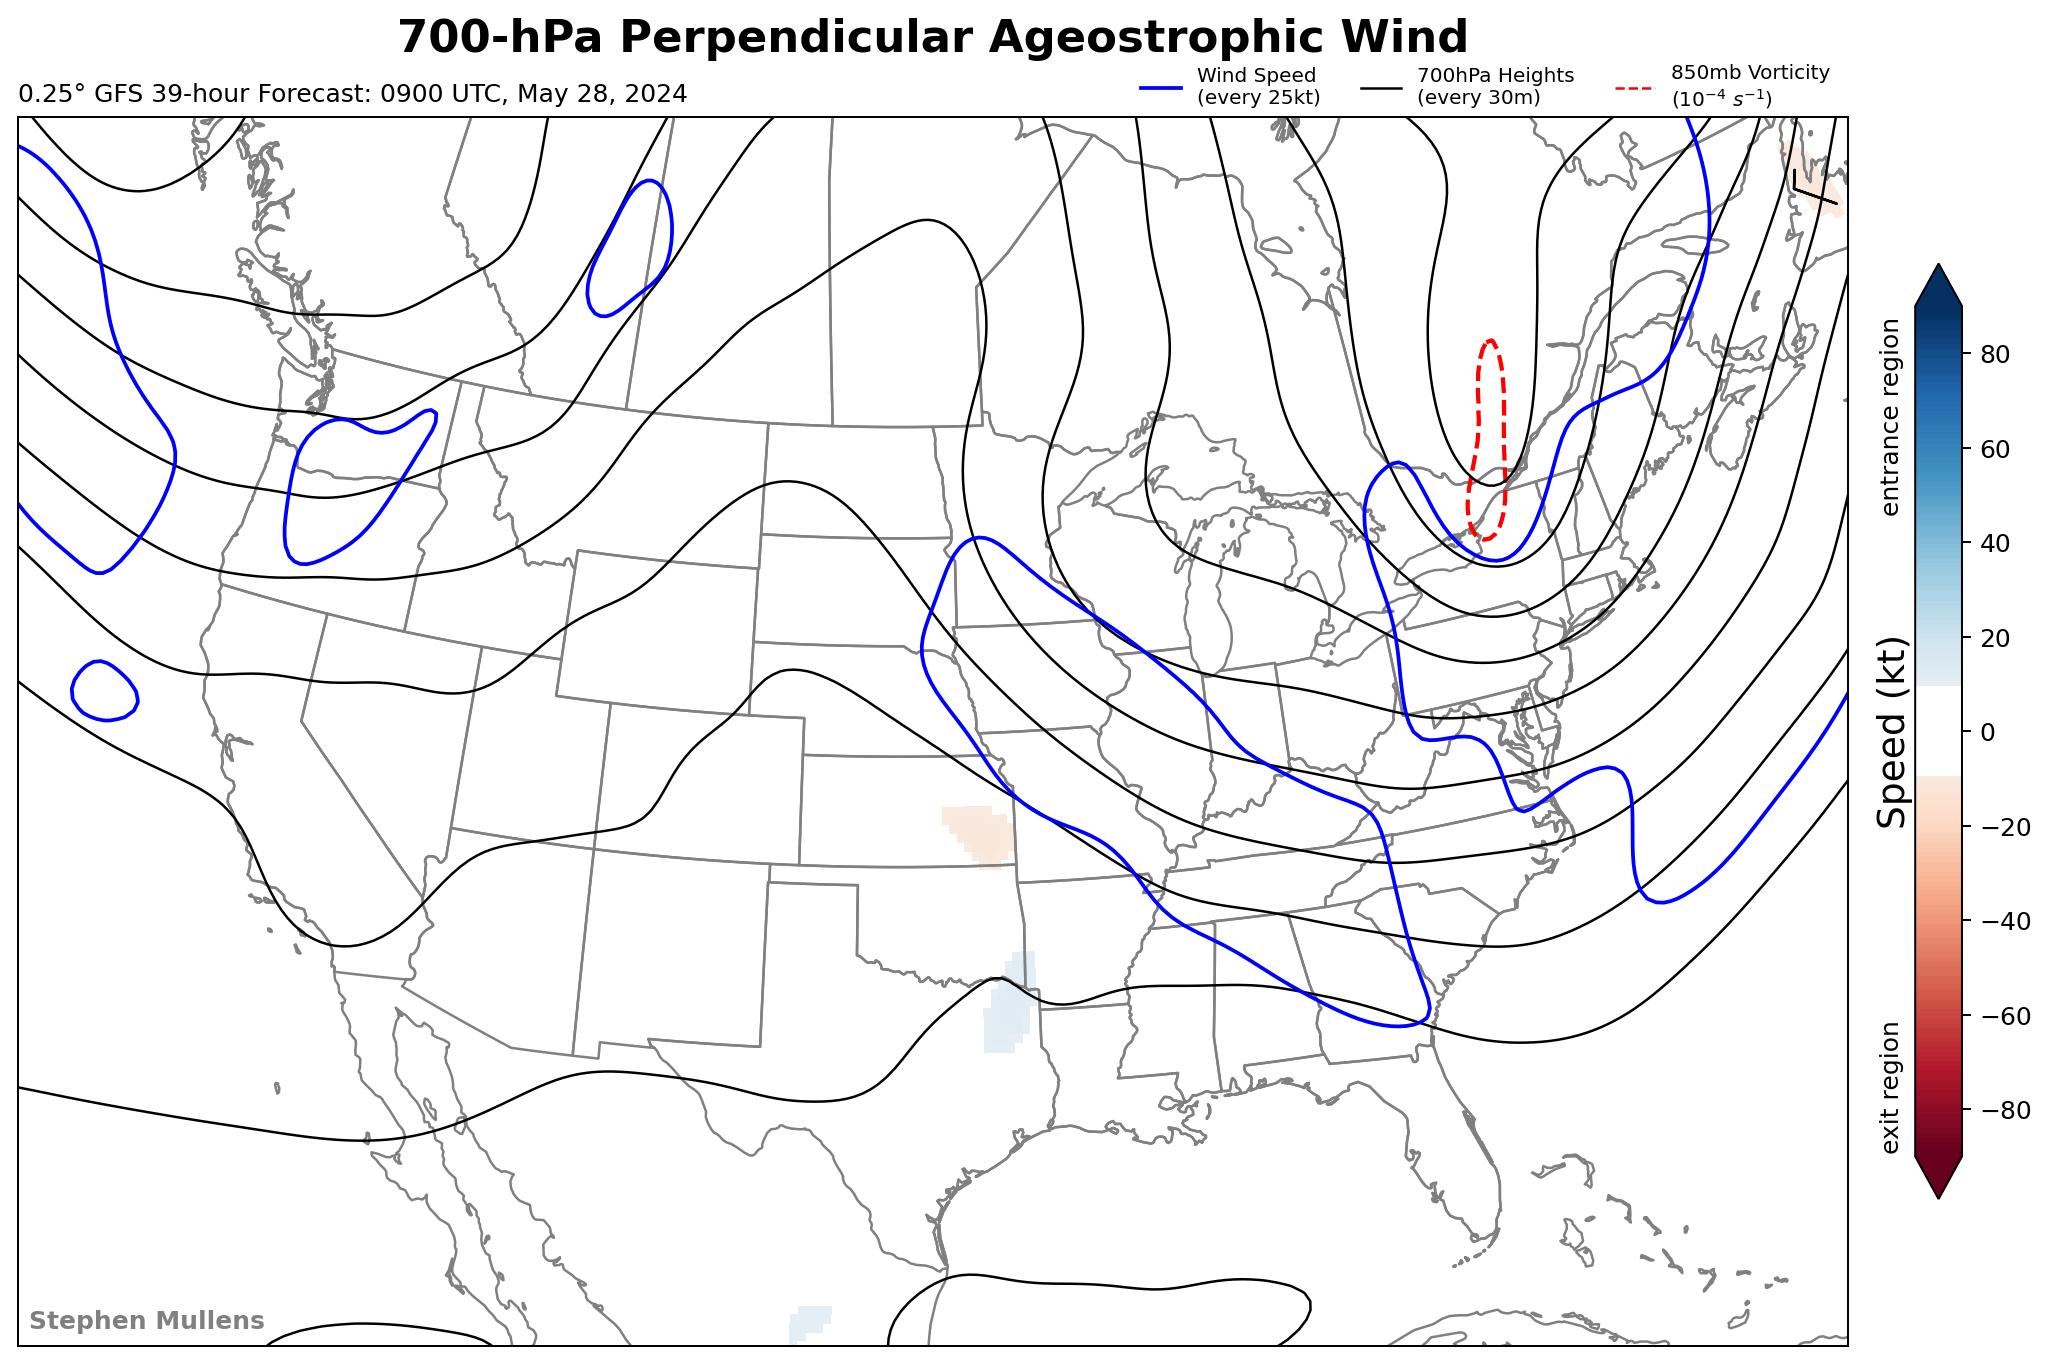 700-hPa Perpendicular Ageostrophic Wind
0.25° GFS 39-hour Forecast: 0900 UTC, May 28, 2024
Wind Speed
(every 25kt)
700hPa Heights
(every 30m)
850mb Vorticity
(10⁻⁴ s⁻¹)
entrance region
Speed (kt)
exit region
80
60
40
20
0
−20
−40
−60
−80
Stephen Mullens